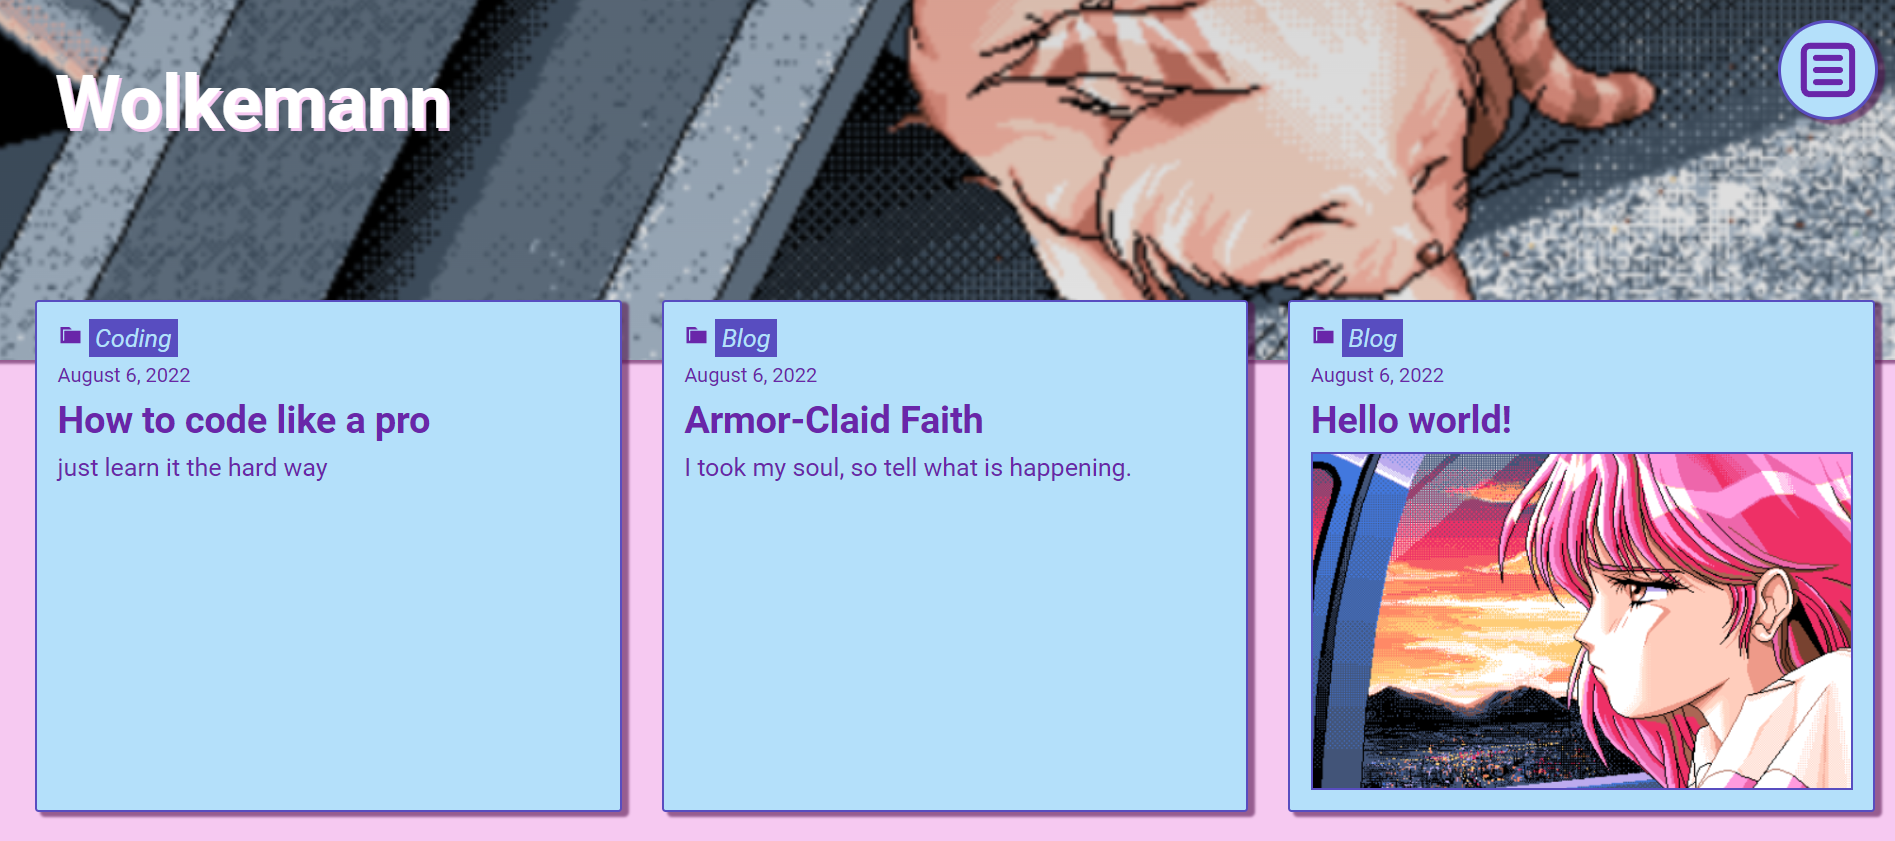 Wolkemann
Coding
August 6, 2022
How to code like a pro
just learn it the hard way
Blog
August 6, 2022
Armor-Claid Faith
I took my soul, so tell what is happening.
Blog
August 6, 2022
Hello world!